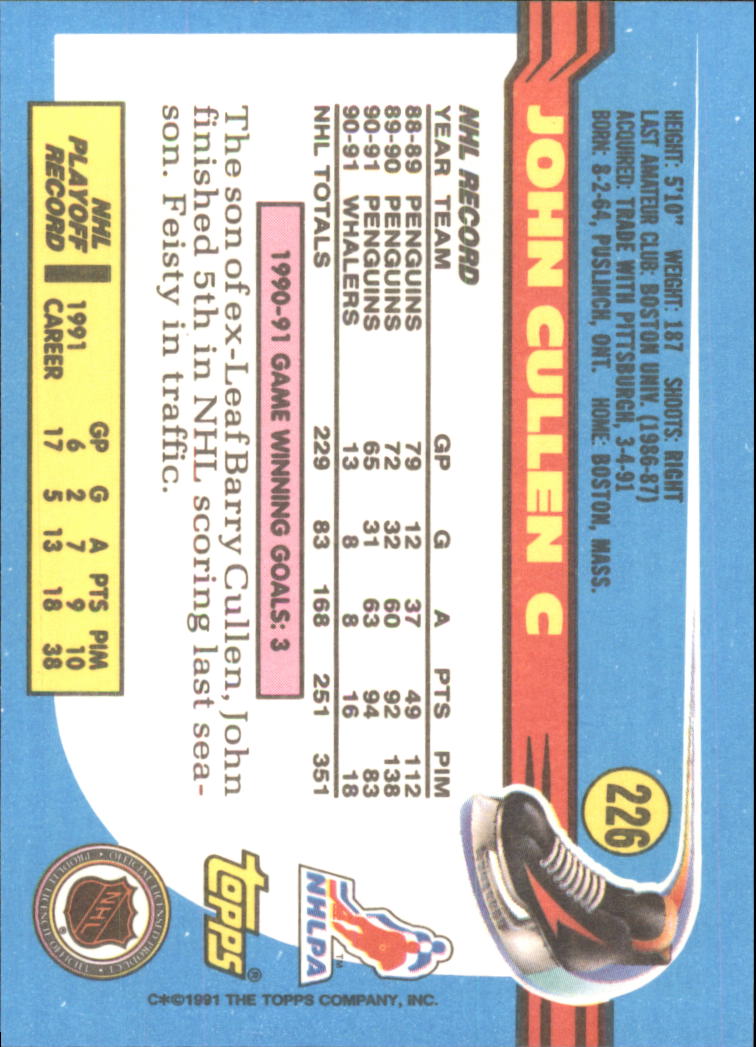 226
JOHN CULLEN C
HEIGHT: 5'10" WEIGHT: 187 SHOOTS: RIGHT
LAST AMATEUR CLUB: BOSTON UNIV. (1986-87)
ACQUIRED: TRADE WITH PITTSBURGH, 3-4-91
BORN: 8-2-64, PUSLINCH, ONT. HOME: BOSTON, MASS.
NHL RECORD
YEAR TEAM GP G A PTS PIM
88-89 PENGUINS 79 12 37 49 112
89-90 PENGUINS 72 32 60 92 138
90-91 PENGUINS 65 31 63 94 83
90-91 WHALERS 13 8 8 16 18
NHL TOTALS 229 83 168 251 351
1990-91 GAME WINNING GOALS: 3
The son of ex-Leaf Barry Cullen, John
finished 5th in NHL scoring last sea-
son. Feisty in traffic.
NHL
PLAYOFF
RECORD
GP G A PTS PIM
1991 6 2 7 9 10
CAREER 17 5 13 18 38
NHLPA
TM
TOPPS®
NHL
®
OFFICIAL LICENSED PRODUCT
C*©1991 THE TOPPS COMPANY, INC.